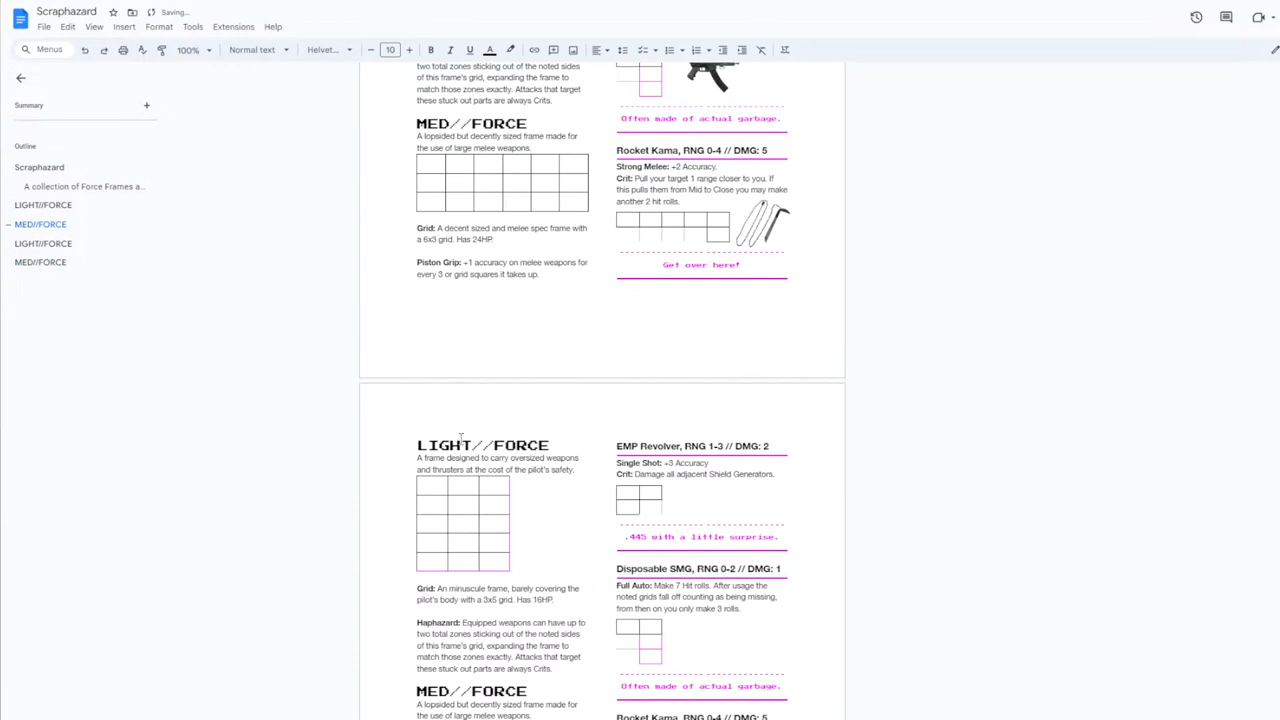 Scraphazard
Saving...
File Edit View Insert Format Tools Extensions Help
Menus
100%
Normal text
Helvet...
10
Summary
Outline
Scraphazard
A collection of Force Frames a...
LIGHT//FORCE
MED//FORCE
LIGHT//FORCE
MED//FORCE
two total zones sticking out of the noted sides
of this frame's grid, expanding the frame to
match those zones exactly. Attacks that target
these stuck out parts are always Crits.
MED//FORCE
A lopsided but decently sized frame made for
the use of large melee weapons.
Grid: A decent sized and melee spec frame with
a 6x3 grid. Has 24HP.
Piston Grip: +1 accuracy on melee weapons for
every 3 or grid squares it takes up.
Often made of actual garbage.
Rocket Kama, RNG 0-4 // DMG: 5
Strong Melee: +2 Accuracy.
Crit: Pull your target 1 range closer to you. If
this pulls them from Mid to Close you may make
another 2 hit rolls.
Get over here!
LIGHT//FORCE
A frame designed to carry oversized weapons
and thrusters at the cost of the pilot's safety.
Grid: An minuscule frame, barely covering the
pilot's body with a 3x5 grid. Has 16HP.
Haphazard: Equipped weapons can have up to
two total zones sticking out of the noted sides
of this frame's grid, expanding the frame to
match those zones exactly. Attacks that target
these stuck out parts are always Crits.
MED//FORCE
A lopsided but decently sized frame made for
the use of large melee weapons.
EMP Revolver, RNG 1-3 // DMG: 2
Single Shot: +3 Accuracy
Crit: Damage all adjacent Shield Generators.
.445 with a little surprise.
Disposable SMG, RNG 0-2 // DMG: 1
Full Auto: Make 7 Hit rolls. After usage the
noted grids fall off counting as being missing,
from then on you only make 3 rolls.
Often made of actual garbage.
Rocket Kama, RNG 0-4 // DMG: 5